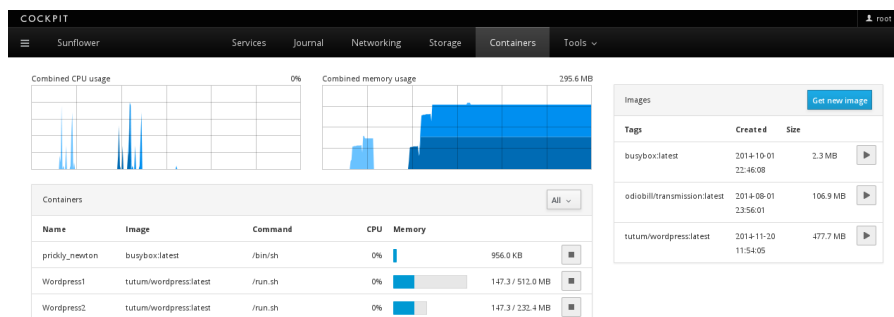 COCKPIT
root
Sunflower Services Journal Networking Storage Containers Tools
Combined CPU usage 0%
Combined memory usage 295.6 MB
Images Get new image
Tags Created Size
busybox:latest 2014-10-01 2.3 MB
22:46:08
odiobill/transmission:latest 2014-08-01 106.9 MB
23:56:01
tutum/wordpress:latest 2014-11-20 477.7 MB
11:54:05
Containers All
Name Image Command CPU Memory
prickly_newton busybox:latest /bin/sh 0% 956.0 KB
Wordpress1 tutum/wordpress:latest /run.sh 0% 147.3 / 512.0 MB
Wordpress2 tutum/wordpress:latest /run.sh 0% 147.3 / 232.4 MB